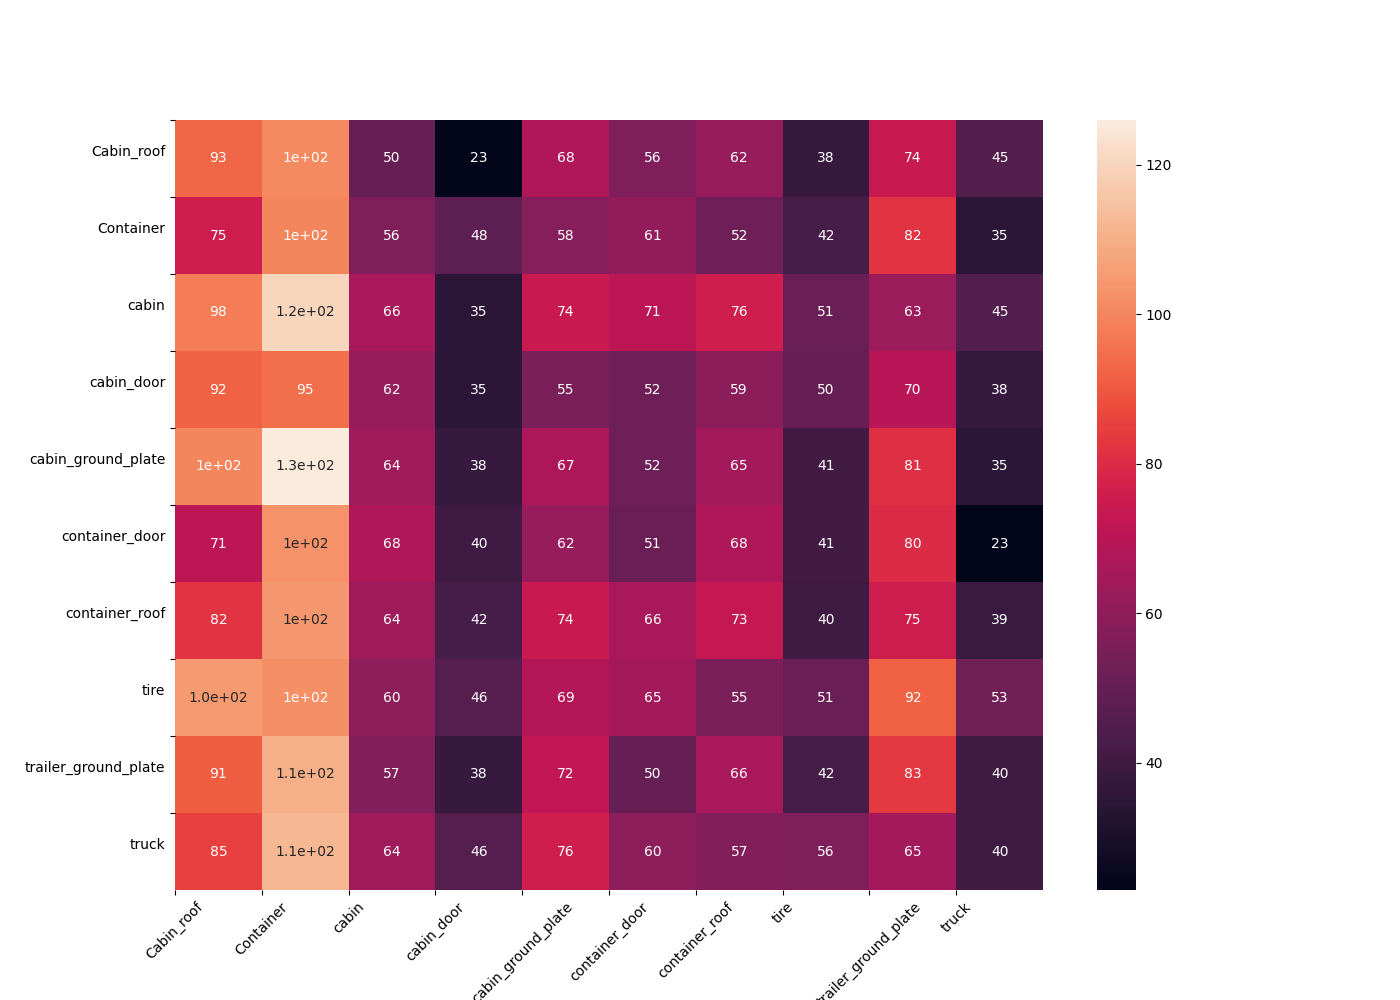 Cabin_roof 93 1e+02 50 23 68 56 62 38 74 45
Container 75 1e+02 56 48 58 61 52 42 82 35
cabin 98 1.2e+02 66 35 74 71 76 51 63 45
cabin_door 92 95 62 35 55 52 59 50 70 38
cabin_ground_plate 1e+02 1.3e+02 64 38 67 52 65 41 81 35
container_door 71 1e+02 68 40 62 51 68 41 80 23
container_roof 82 1e+02 64 42 74 66 73 40 75 39
tire 1.0e+02 1e+02 60 46 69 65 55 51 92 53
trailer_ground_plate 91 1.1e+02 57 38 72 50 66 42 83 40
truck 85 1.1e+02 64 46 76 60 57 56 65 40
Cabin_roof Container cabin cabin_door cabin_ground_plate container_door container_roof tire trailer_ground_plate truck
120
100
80
60
40